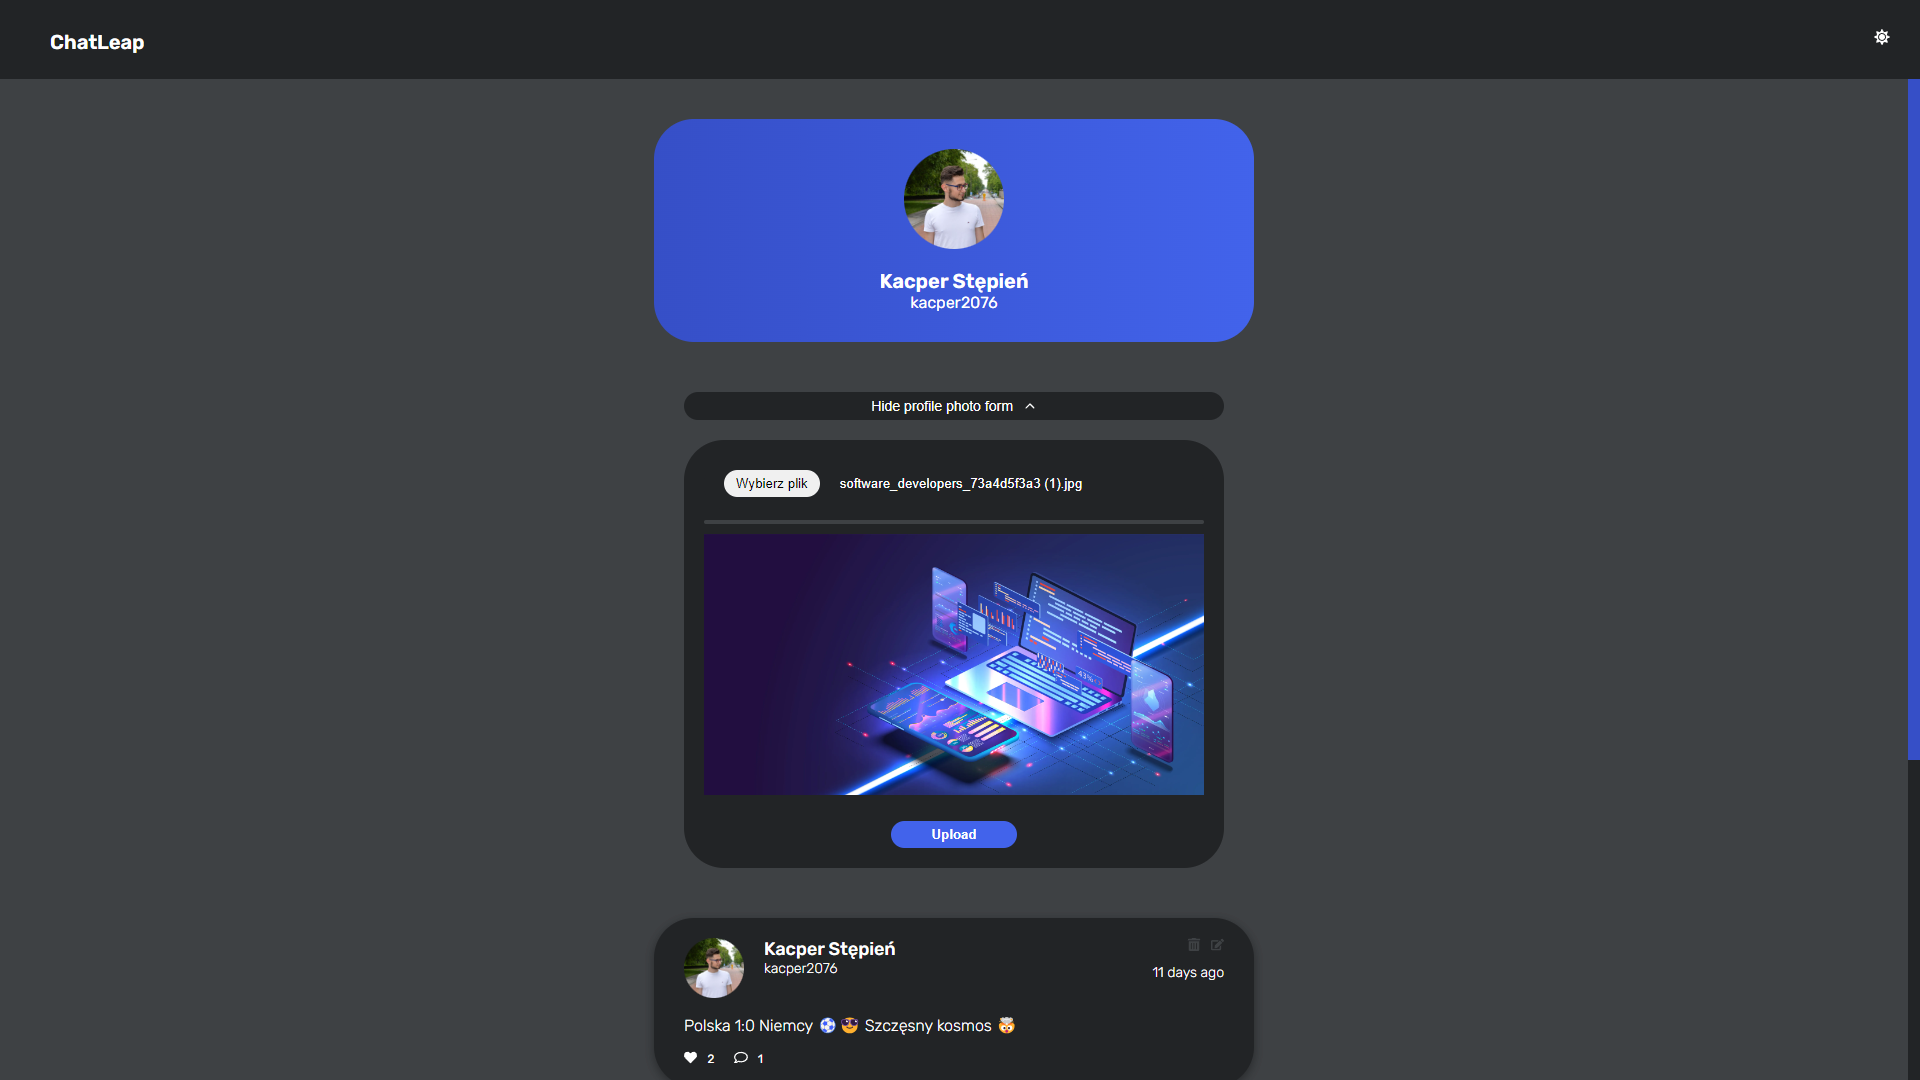 ChatLeap
Kacper Stępień
kacper2076
Hide profile photo form
Wybierz plik software_developers_73a4d5f3a3 (1).jpg
43%
Upload
Kacper Stępień
kacper2076
11 days ago
Polska 1:0 Niemcy ⚽ 😎 Szczęsny kosmos 🤯
2 1